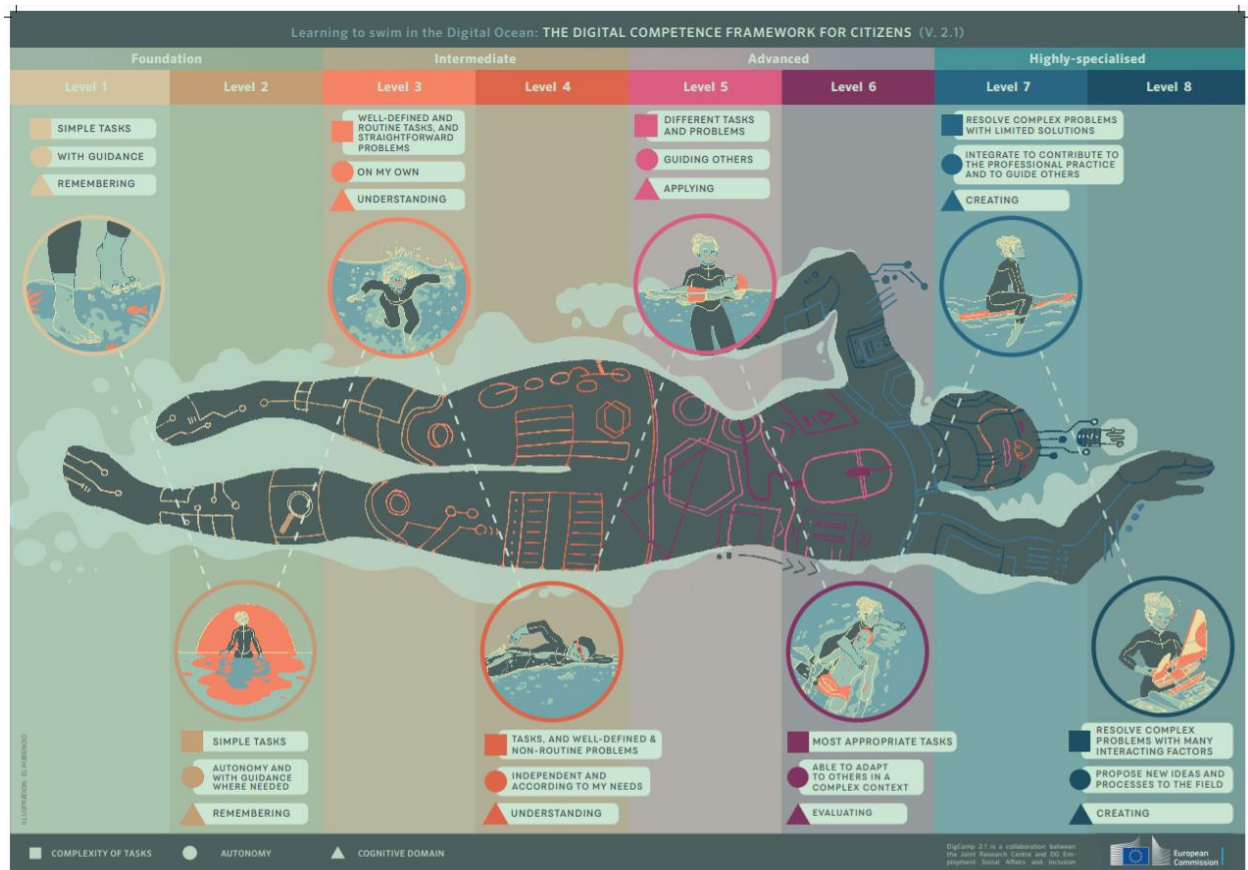 Learning to swim in the Digital Ocean: THE DIGITAL COMPETENCE FRAMEWORK FOR CITIZENS (V. 2.1)
Foundation
Intermediate
Advanced
Highly-specialised
Level 1
Level 2
Level 3
Level 4
Level 5
Level 6
Level 7
Level 8
SIMPLE TASKS
WITH GUIDANCE
REMEMBERING
WELL-DEFINED AND
ROUTINE TASKS, AND
STRAIGHTFORWARD
PROBLEMS
ON MY OWN
UNDERSTANDING
DIFFERENT TASKS
AND PROBLEMS
GUIDING OTHERS
APPLYING
RESOLVE COMPLEX PROBLEMS
WITH LIMITED SOLUTIONS
INTEGRATE TO CONTRIBUTE TO
THE PROFESSIONAL PRACTICE
AND TO GUIDE OTHERS
CREATING
SIMPLE TASKS
AUTONOMY AND
WITH GUIDANCE
WHERE NEEDED
REMEMBERING
TASKS, AND WELL-DEFINED &
NON-ROUTINE PROBLEMS
INDEPENDENT AND
ACCORDING TO MY NEEDS
UNDERSTANDING
MOST APPROPRIATE TASKS
ABLE TO ADAPT
TO OTHERS IN A
COMPLEX CONTEXT
EVALUATING
RESOLVE COMPLEX
PROBLEMS WITH MANY
INTERACTING FACTORS
PROPOSE NEW IDEAS AND
PROCESSES TO THE FIELD
CREATING
ILLUSTRATION:
COMPLEXITY OF TASKS
AUTONOMY
COGNITIVE DOMAIN
DigComp 2.1 is a collaboration between
the Joint Research Centre and DG Em-
ployment Social Affairs and Inclusion
European
Commission